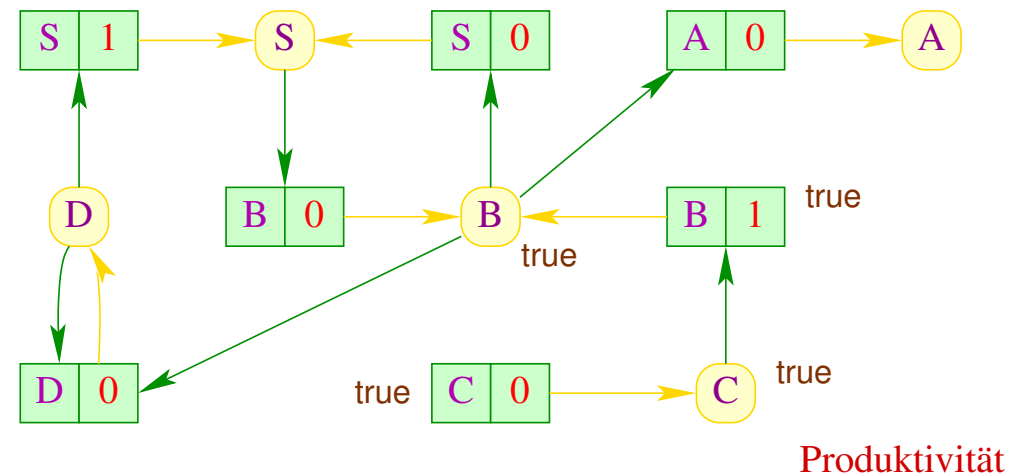 S 1 S S 0 A 0 A
D B 0 B B 1 true
true
D 0 true C 0 C true
Produktivität